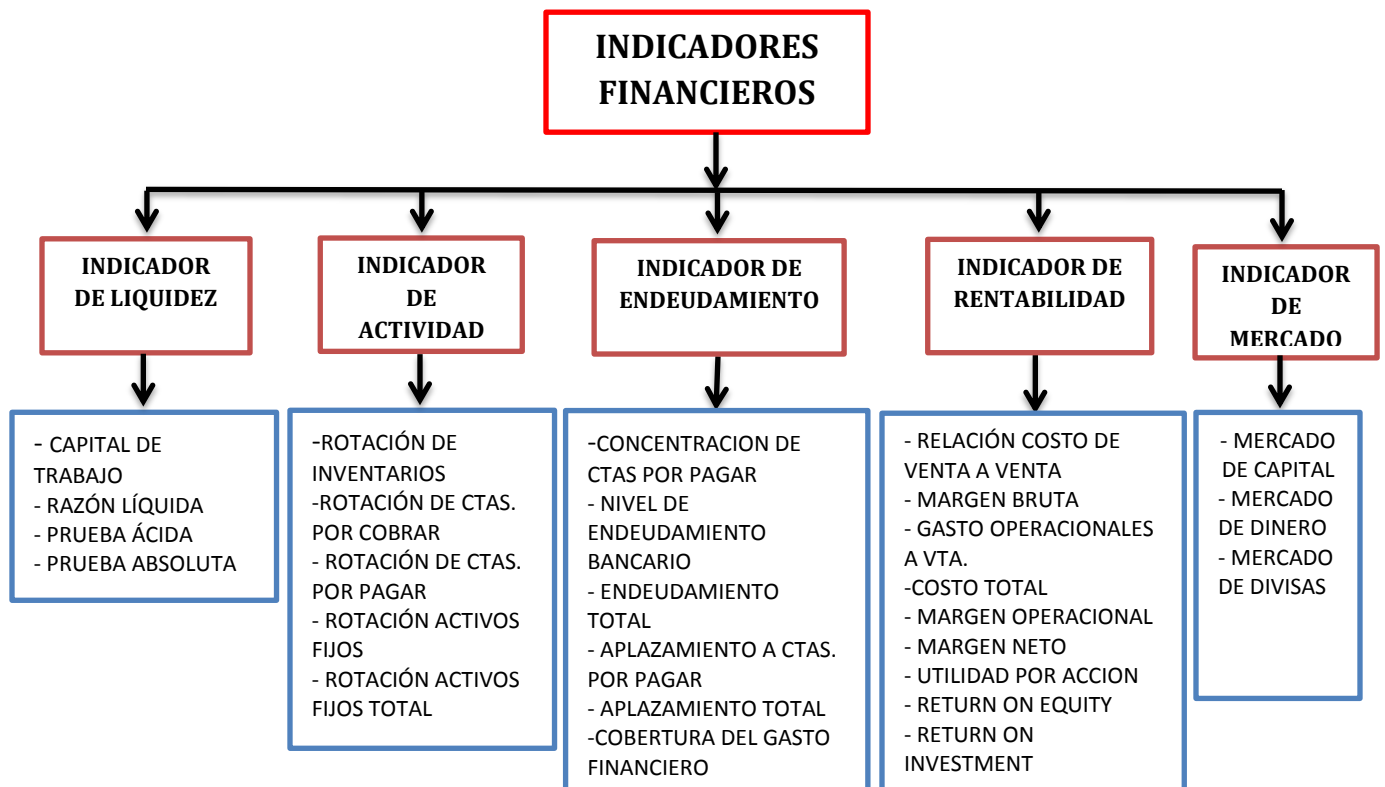 INDICADORES
FINANCIEROS
INDICADOR
DE LIQUIDEZ
INDICADOR
DE
ACTIVIDAD
INDICADOR DE
ENDEUDAMIENTO
INDICADOR DE
RENTABILIDAD
INDICADOR
DE
MERCADO
- CAPITAL DE
TRABAJO
- RAZÓN LÍQUIDA
- PRUEBA ÁCIDA
- PRUEBA ABSOLUTA
-ROTACIÓN DE
INVENTARIOS
-ROTACIÓN DE CTAS.
POR COBRAR
- ROTACIÓN DE CTAS.
POR PAGAR
- ROTACIÓN ACTIVOS
FIJOS
- ROTACIÓN ACTIVOS
FIJOS TOTAL
-CONCENTRACION DE
CTAS POR PAGAR
- NIVEL DE
ENDEUDAMIENTO
BANCARIO
- ENDEUDAMIENTO
TOTAL
- APLAZAMIENTO A CTAS.
POR PAGAR
- APLAZAMIENTO TOTAL
-COBERTURA DEL GASTO
FINANCIERO
- RELACIÓN COSTO DE
VENTA A VENTA
- MARGEN BRUTA
- GASTO OPERACIONALES
A VTA.
-COSTO TOTAL
- MARGEN OPERACIONAL
- MARGEN NETO
- UTILIDAD POR ACCION
- RETURN ON EQUITY
- RETURN ON
INVESTMENT
- MERCADO
DE CAPITAL
- MERCADO
DE DINERO
- MERCADO
DE DIVISAS